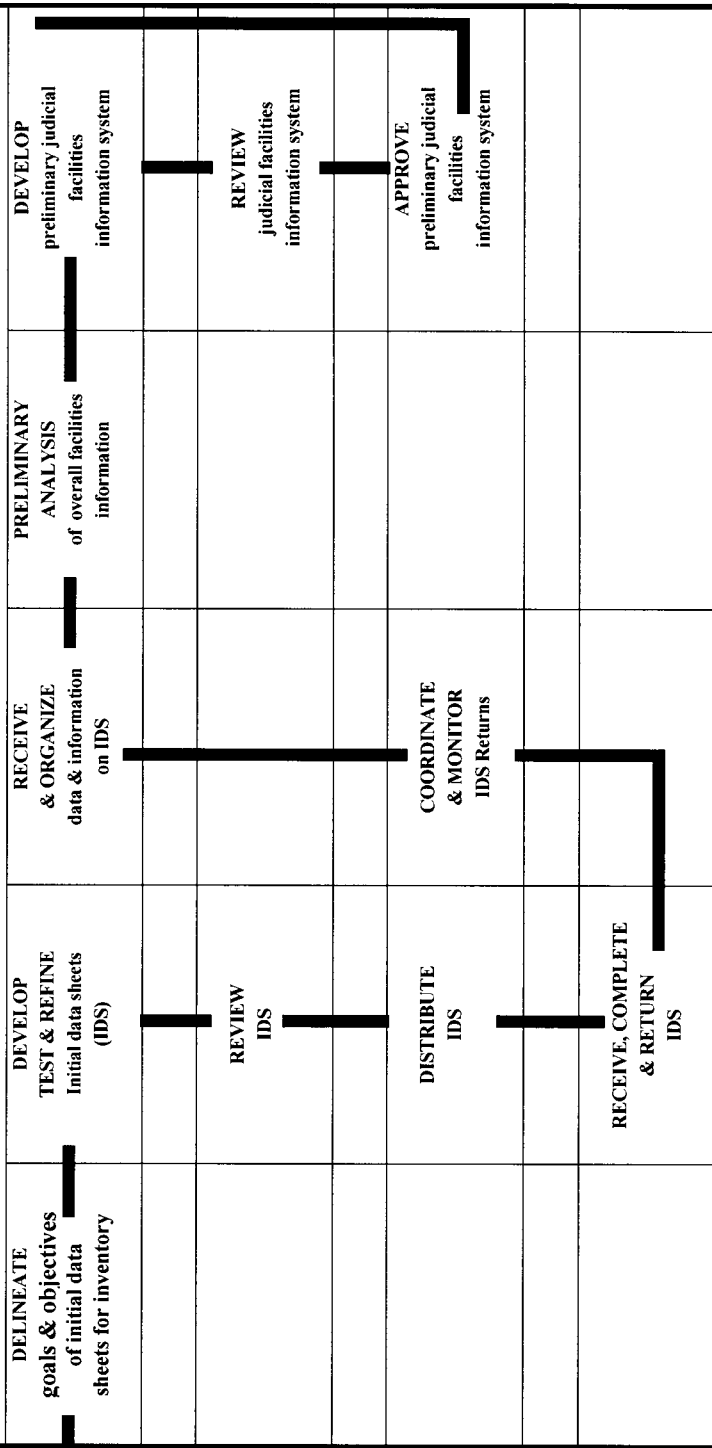 DELINEATE
goals & objectives
of initial data
sheets for inventory
DEVELOP
TEST & REFINE
Initial data sheets
(IDS)
RECEIVE
& ORGANIZE
data & information
on IDS
PRELIMINARY
ANALYSIS
of overall facilities
information
DEVELOP
preliminary judicial
facilities
information system
REVIEW
IDS
REVIEW
judicial facilities
information system
DISTRIBUTE
IDS
COORDINATE
& MONITOR
IDS Returns
APPROVE
preliminary judicial
facilities
information system
RECEIVE, COMPLETE
& RETURN
IDS